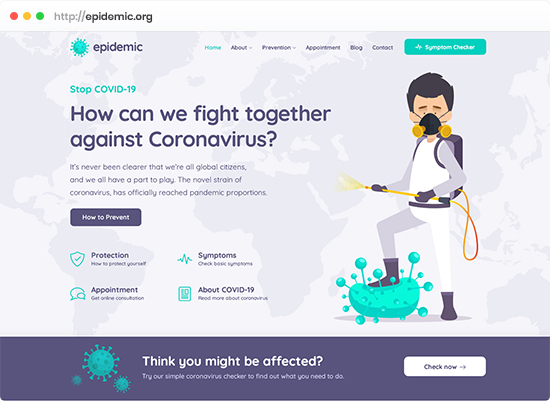 http://epidemic.org
epidemic
Home About Prevention Appointment Blog Contact Symptom Checker
Stop COVID-19
How can we fight together
against Coronavirus?
It's never been clearer that we're all global citizens,
and we all have a part to play. The novel strain of
coronavirus, has officially reached pandemic proportions.
How to Prevent
Protection
How to protect yourself
Symptoms
Check basic symptoms
Appointment
Get online consultation
About COVID-19
Read more about coronavirus
Think you might be affected?
Try our simple coronavirus checker to find out what you need to do.
Check now